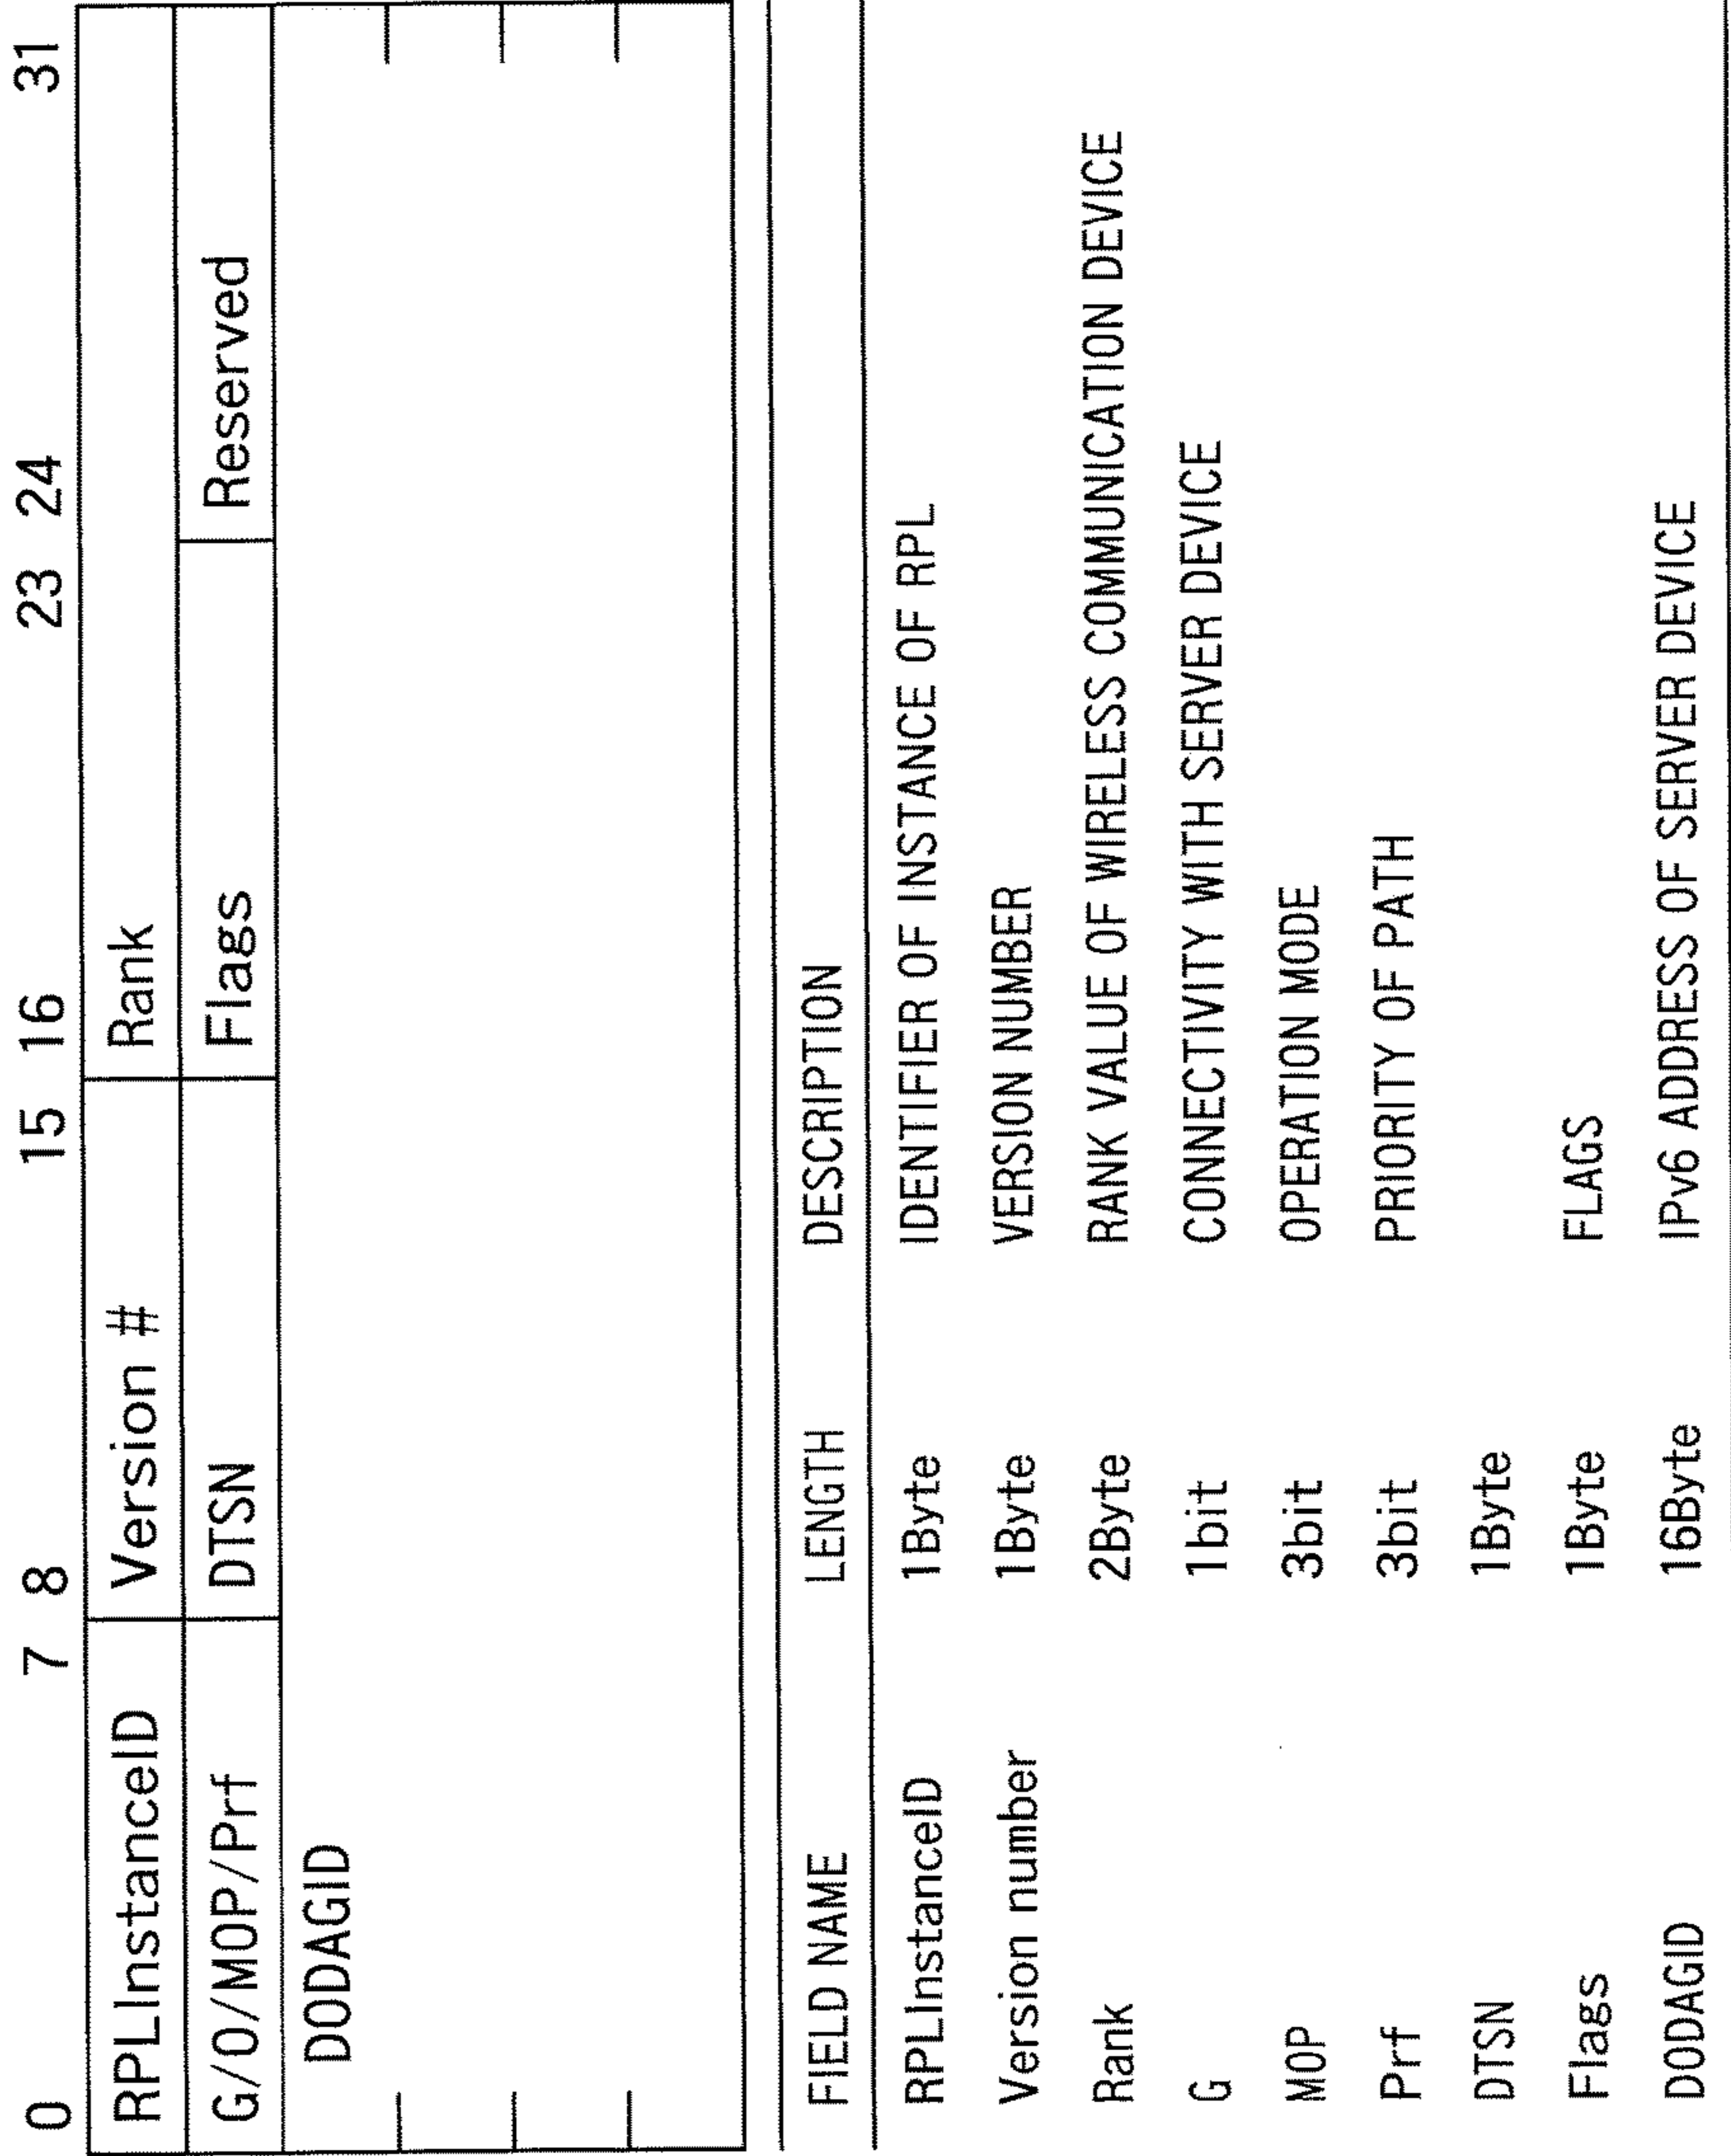 0 7 8 15 16 23 24 31
RPLInstanceID Version # Rank
G/O/MOP/Prf DTSN Flags Reserved
DODAGID
FIELD NAME LENGTH DESCRIPTION
RPLInstanceID 1Byte IDENTIFIER OF INSTANCE OF RPL
Version number 1Byte VERSION NUMBER
Rank 2Byte RANK VALUE OF WIRELESS COMMUNICATION DEVICE
G 1bit CONNECTIVITY WITH SERVER DEVICE
MOP 3bit OPERATION MODE
Prf 3bit PRIORITY OF PATH
DTSN 1Byte
Flags 1Byte FLAGS
DODAGID 16Byte IPv6 ADDRESS OF SERVER DEVICE